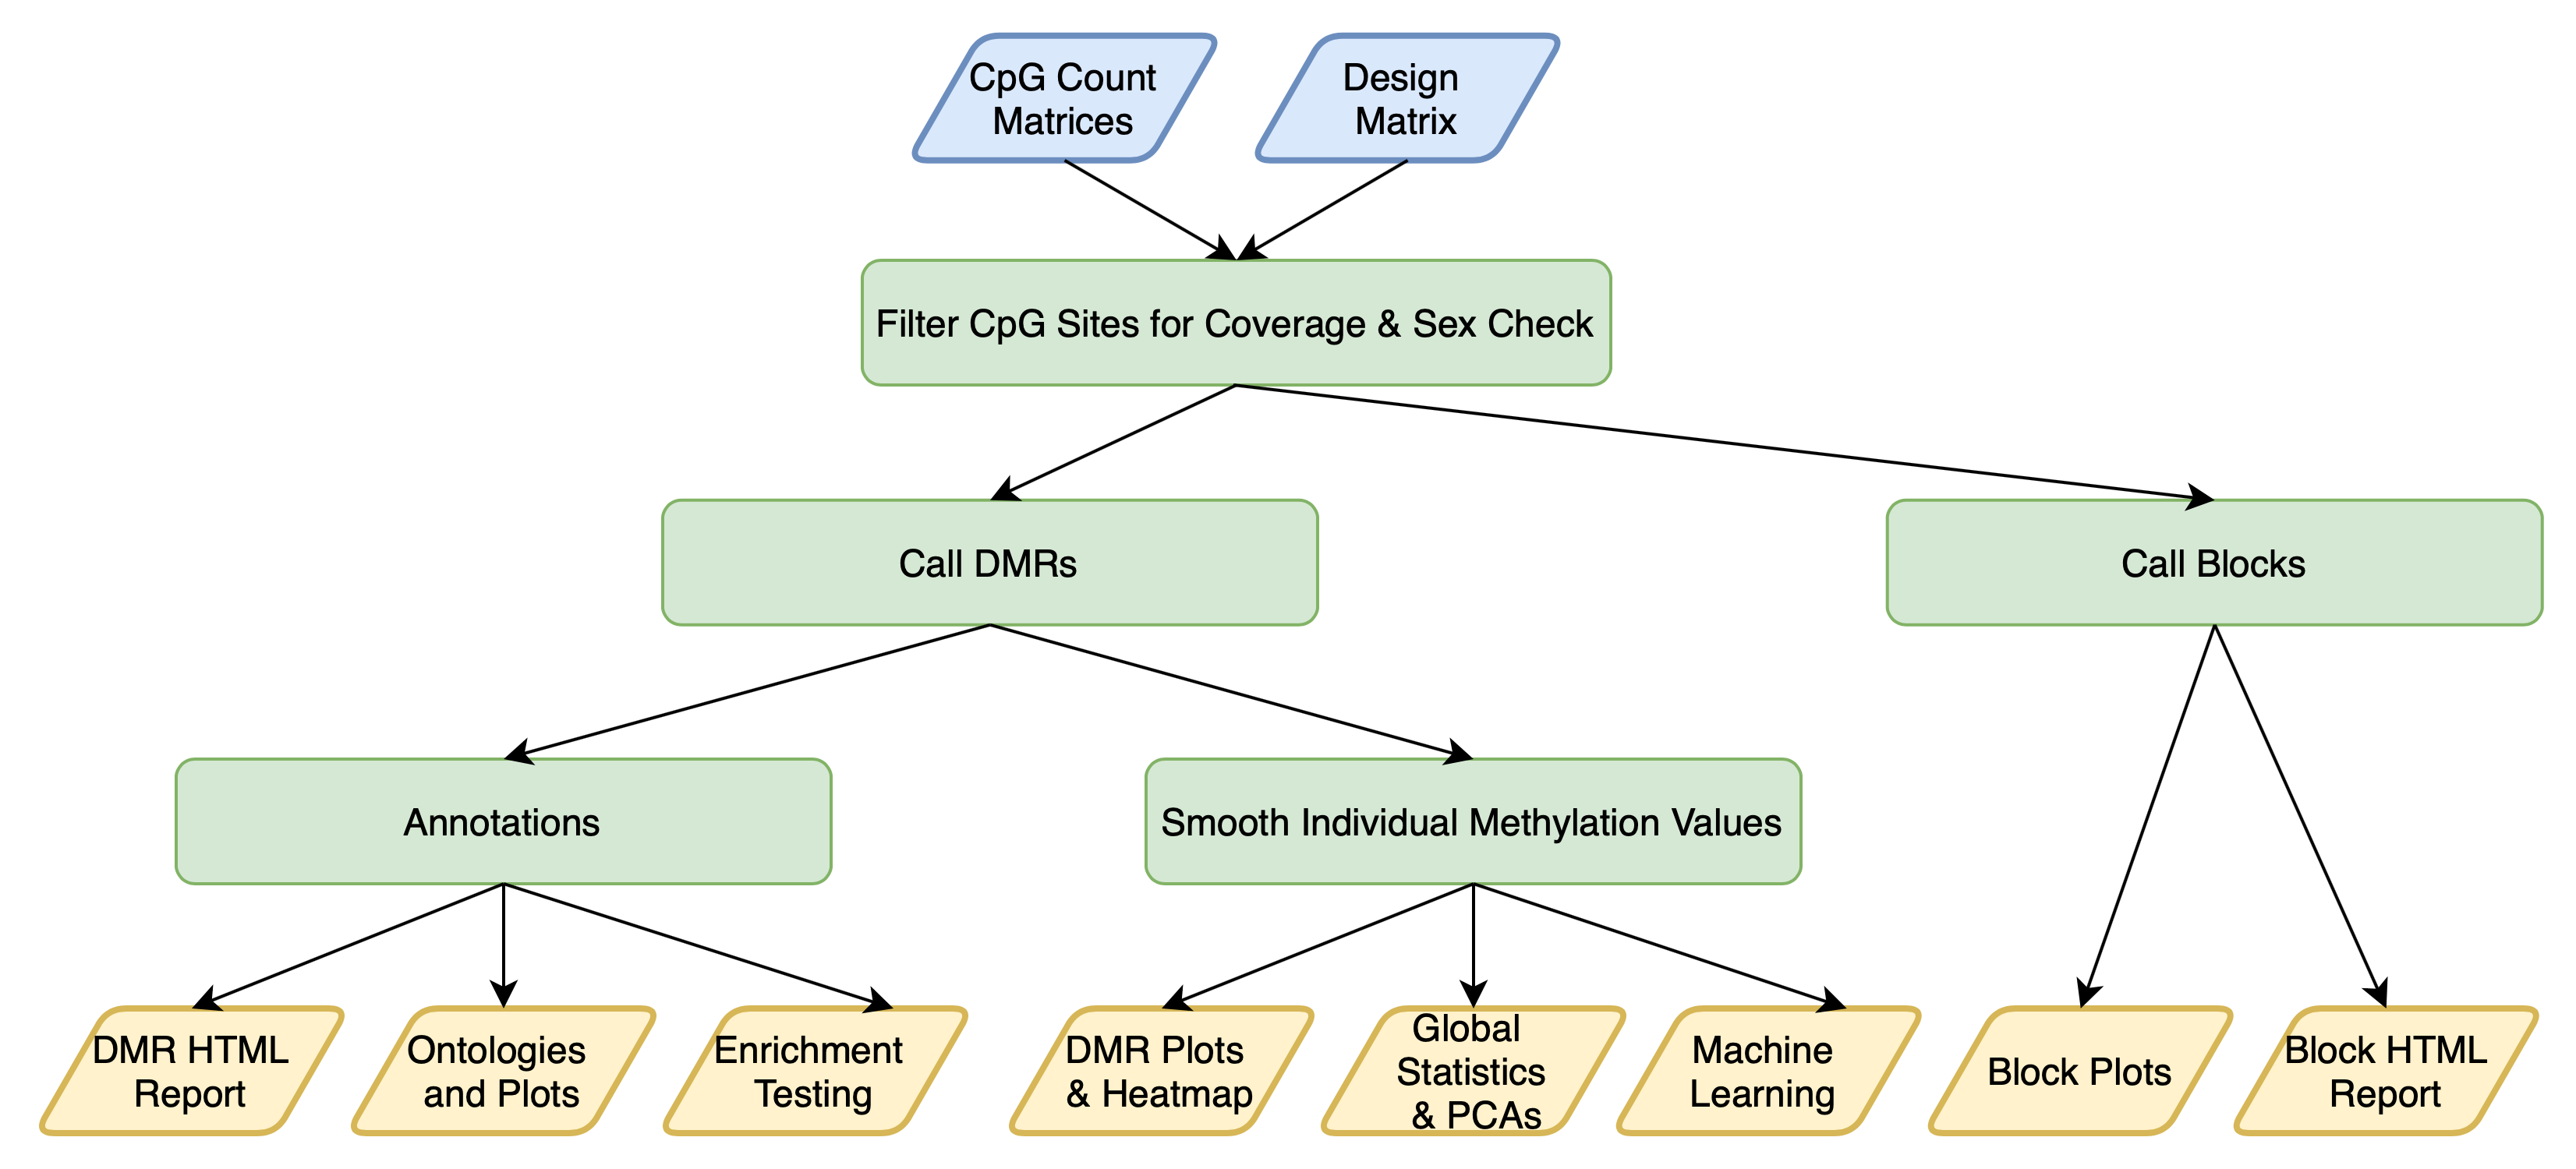 CpG Count
Matrices
Design
Matrix
Filter CpG Sites for Coverage & Sex Check
Call DMRs
Call Blocks
Annotations
Smooth Individual Methylation Values
DMR HTML
Report
Ontologies
and Plots
Enrichment
Testing
DMR Plots
& Heatmap
Global
Statistics
& PCAs
Machine
Learning
Block Plots
Block HTML
Report